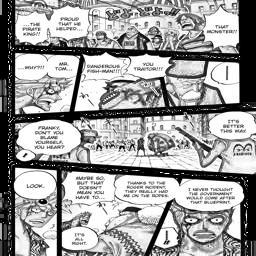 ...THE
PIRATE
KING!!
PROUD
THAT HE
HELPED...
THAT
MONSTER!!
...WHY?!!
MR.
TOM...
DANGEROUS
FISH-MAN!!!
YOU
TRAITOR!!!
FRANKY,
DON'T YOU
BLAME
YOURSELF,
YOU HEAR?
IT'S
BETTER
THIS WAY.
LOOK.
MAYBE SO,
BUT THAT
DOESN'T MEAN
YOU HAVE
TO...
IT'S
ALL
RIGHT.
THANKS TO THE
ROGER INCIDENT,
THEY REALLY HAD
ME ON THE ROPES.
I NEVER THOUGHT
THE GOVERNMENT
WOULD COME AFTER
THAT BLUEPRINT.